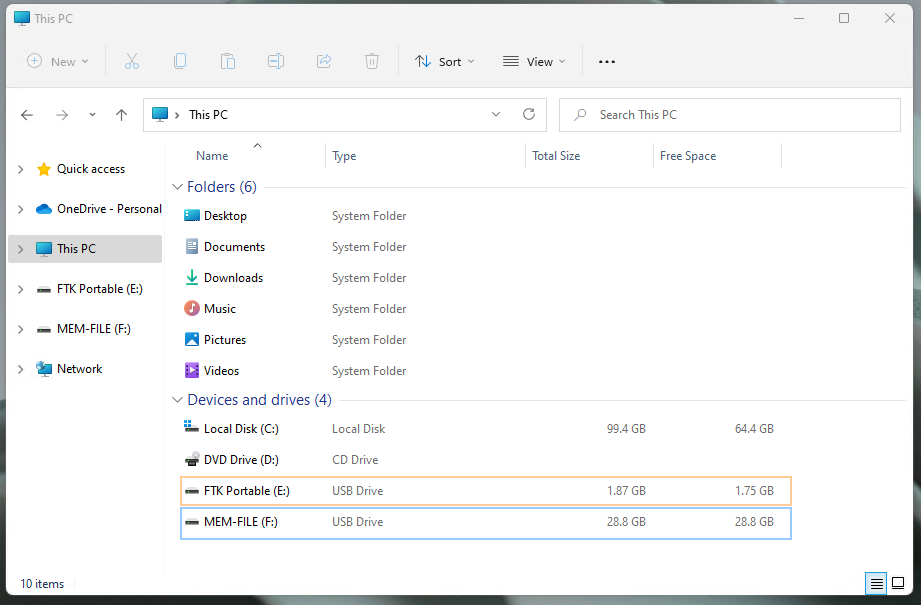 This PC
New
Sort
View
This PC
Search This PC
Name Type Total Size Free Space
Quick access
OneDrive - Personal
This PC
FTK Portable (E:)
MEM-FILE (F:)
Network
Folders (6)
Desktop System Folder
Documents System Folder
Downloads System Folder
Music System Folder
Pictures System Folder
Videos System Folder
Devices and drives (4)
Local Disk (C:) Local Disk 99.4 GB 64.4 GB
DVD Drive (D:) CD Drive
FTK Portable (E:) USB Drive 1.87 GB 1.75 GB
MEM-FILE (F:) USB Drive 28.8 GB 28.8 GB
10 items